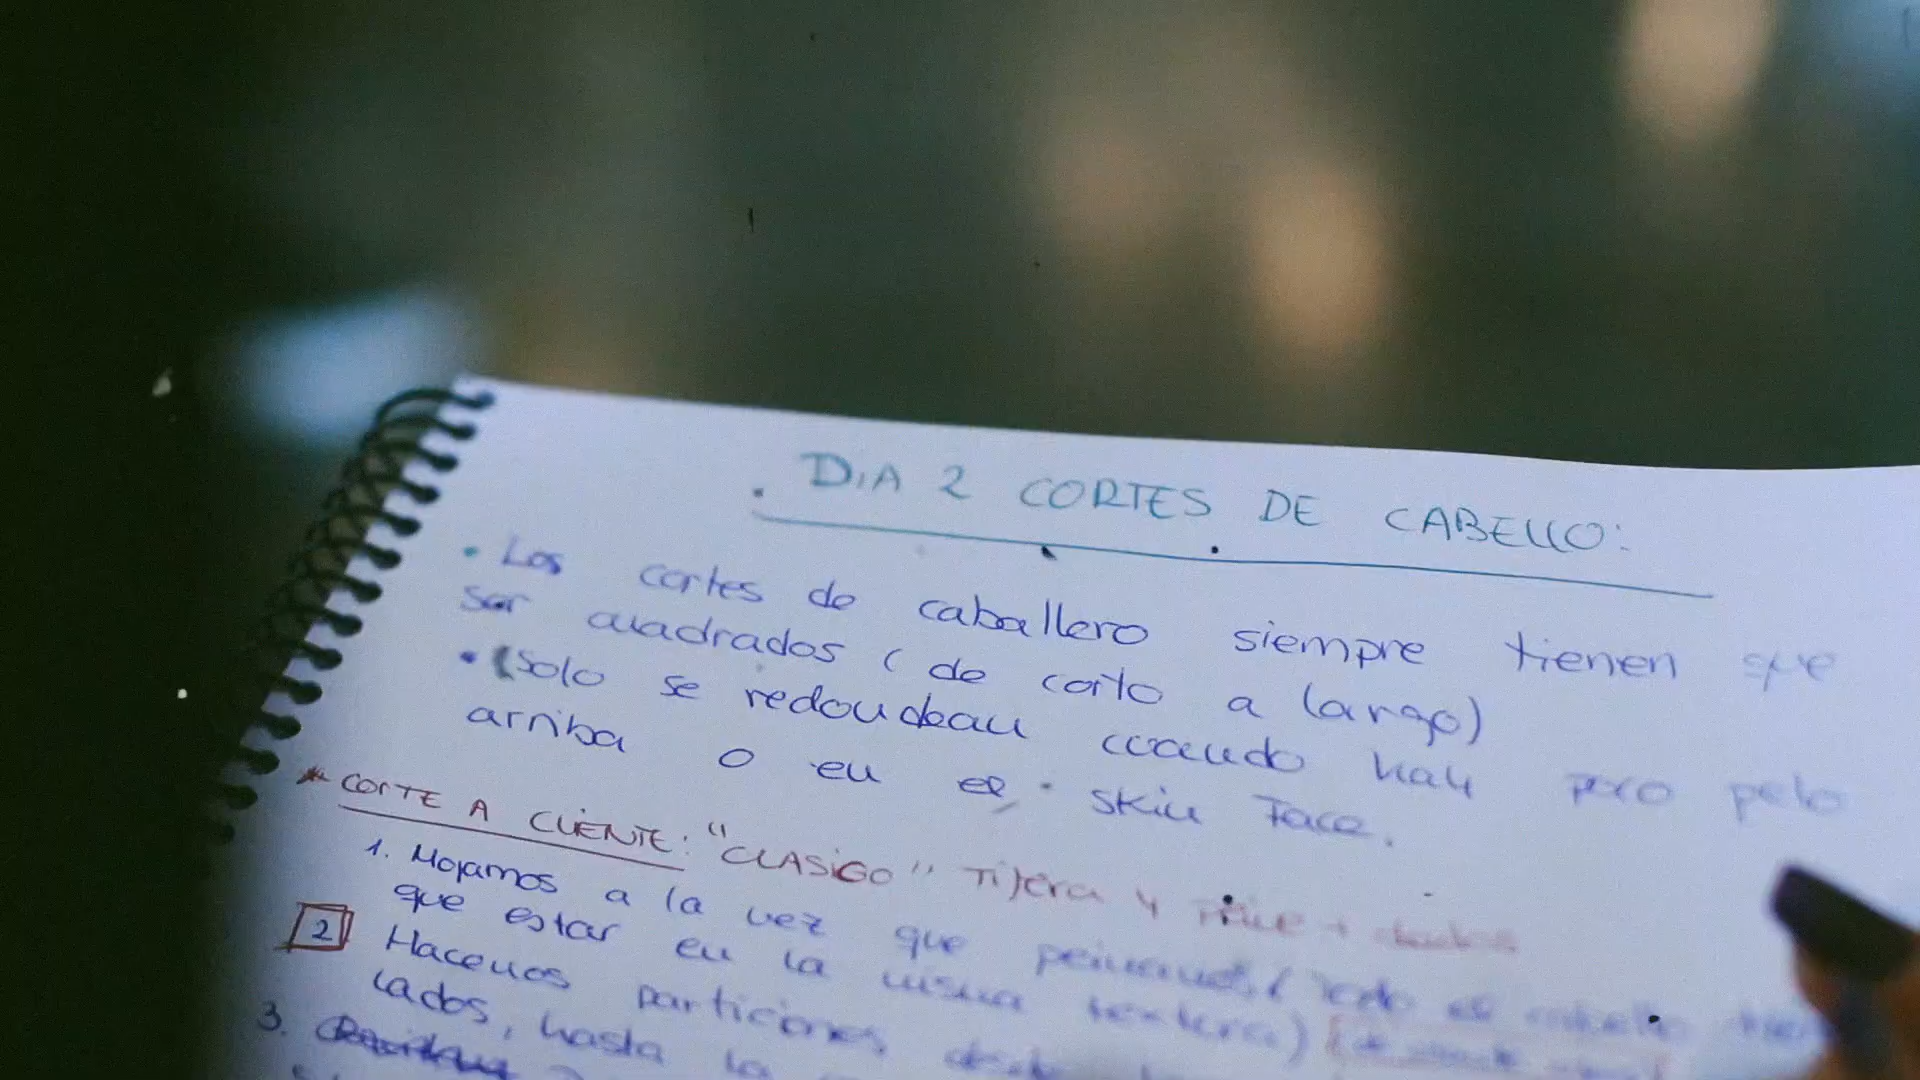 DiA 2 CORTES DE CABELLO:
• Los cortes de caballero siempre tienen que
ser cuadrados (de corto a largo)
• (Solo se redondean cuando hay poco pelo
arriba o en el skin Face.
* CORTE A CLIENTE: "CLASICO" Tijera y
1. Mojamos a la vez que peinamos (Todo el cabello tiene
que estar en la misma textura)
2 Hacemos particiones desde
lados, hasta la
3.